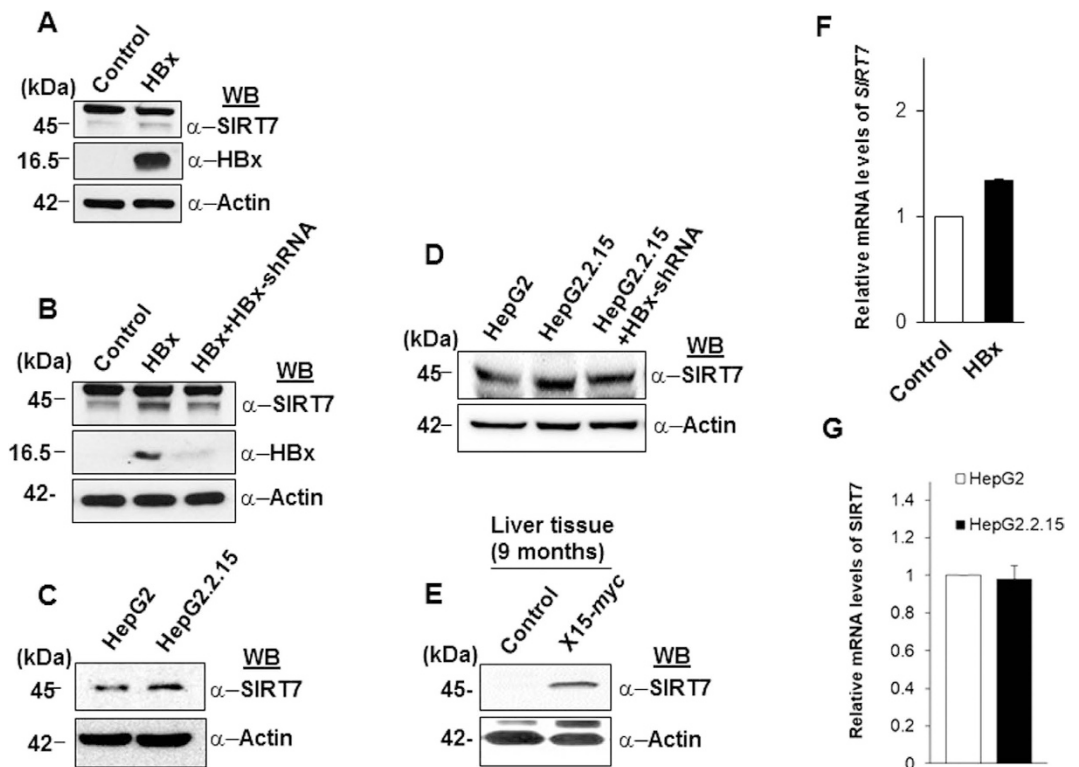 A
Control
HBx
(kDa)
WB
45
α–SIRT7
16.5
α–HBx
42
α–Actin
B
Control
HBx
HBx+HBx-shRNA
(kDa)
WB
45
α–SIRT7
16.5
α–HBx
42-
α–Actin
C
HepG2
HepG2.2.15
(kDa)
WB
45
α–SIRT7
42
α–Actin
D
HepG2
HepG2.2.15
HepG2.2.15
+HBx-shRNA
(kDa)
WB
45
α–SIRT7
42
α–Actin
Liver tissue
(9 months)
E
Control
X15-myc
(kDa)
WB
45-
α–SIRT7
42-
α–Actin
F
Relative mRNA levels of SIRT7
2
1
0
Control
HBx
G
Relative mRNA levels of SIRT7
HepG2
HepG2.2.15
1.4
1.2
1
0.8
0.6
0.4
0.2
0